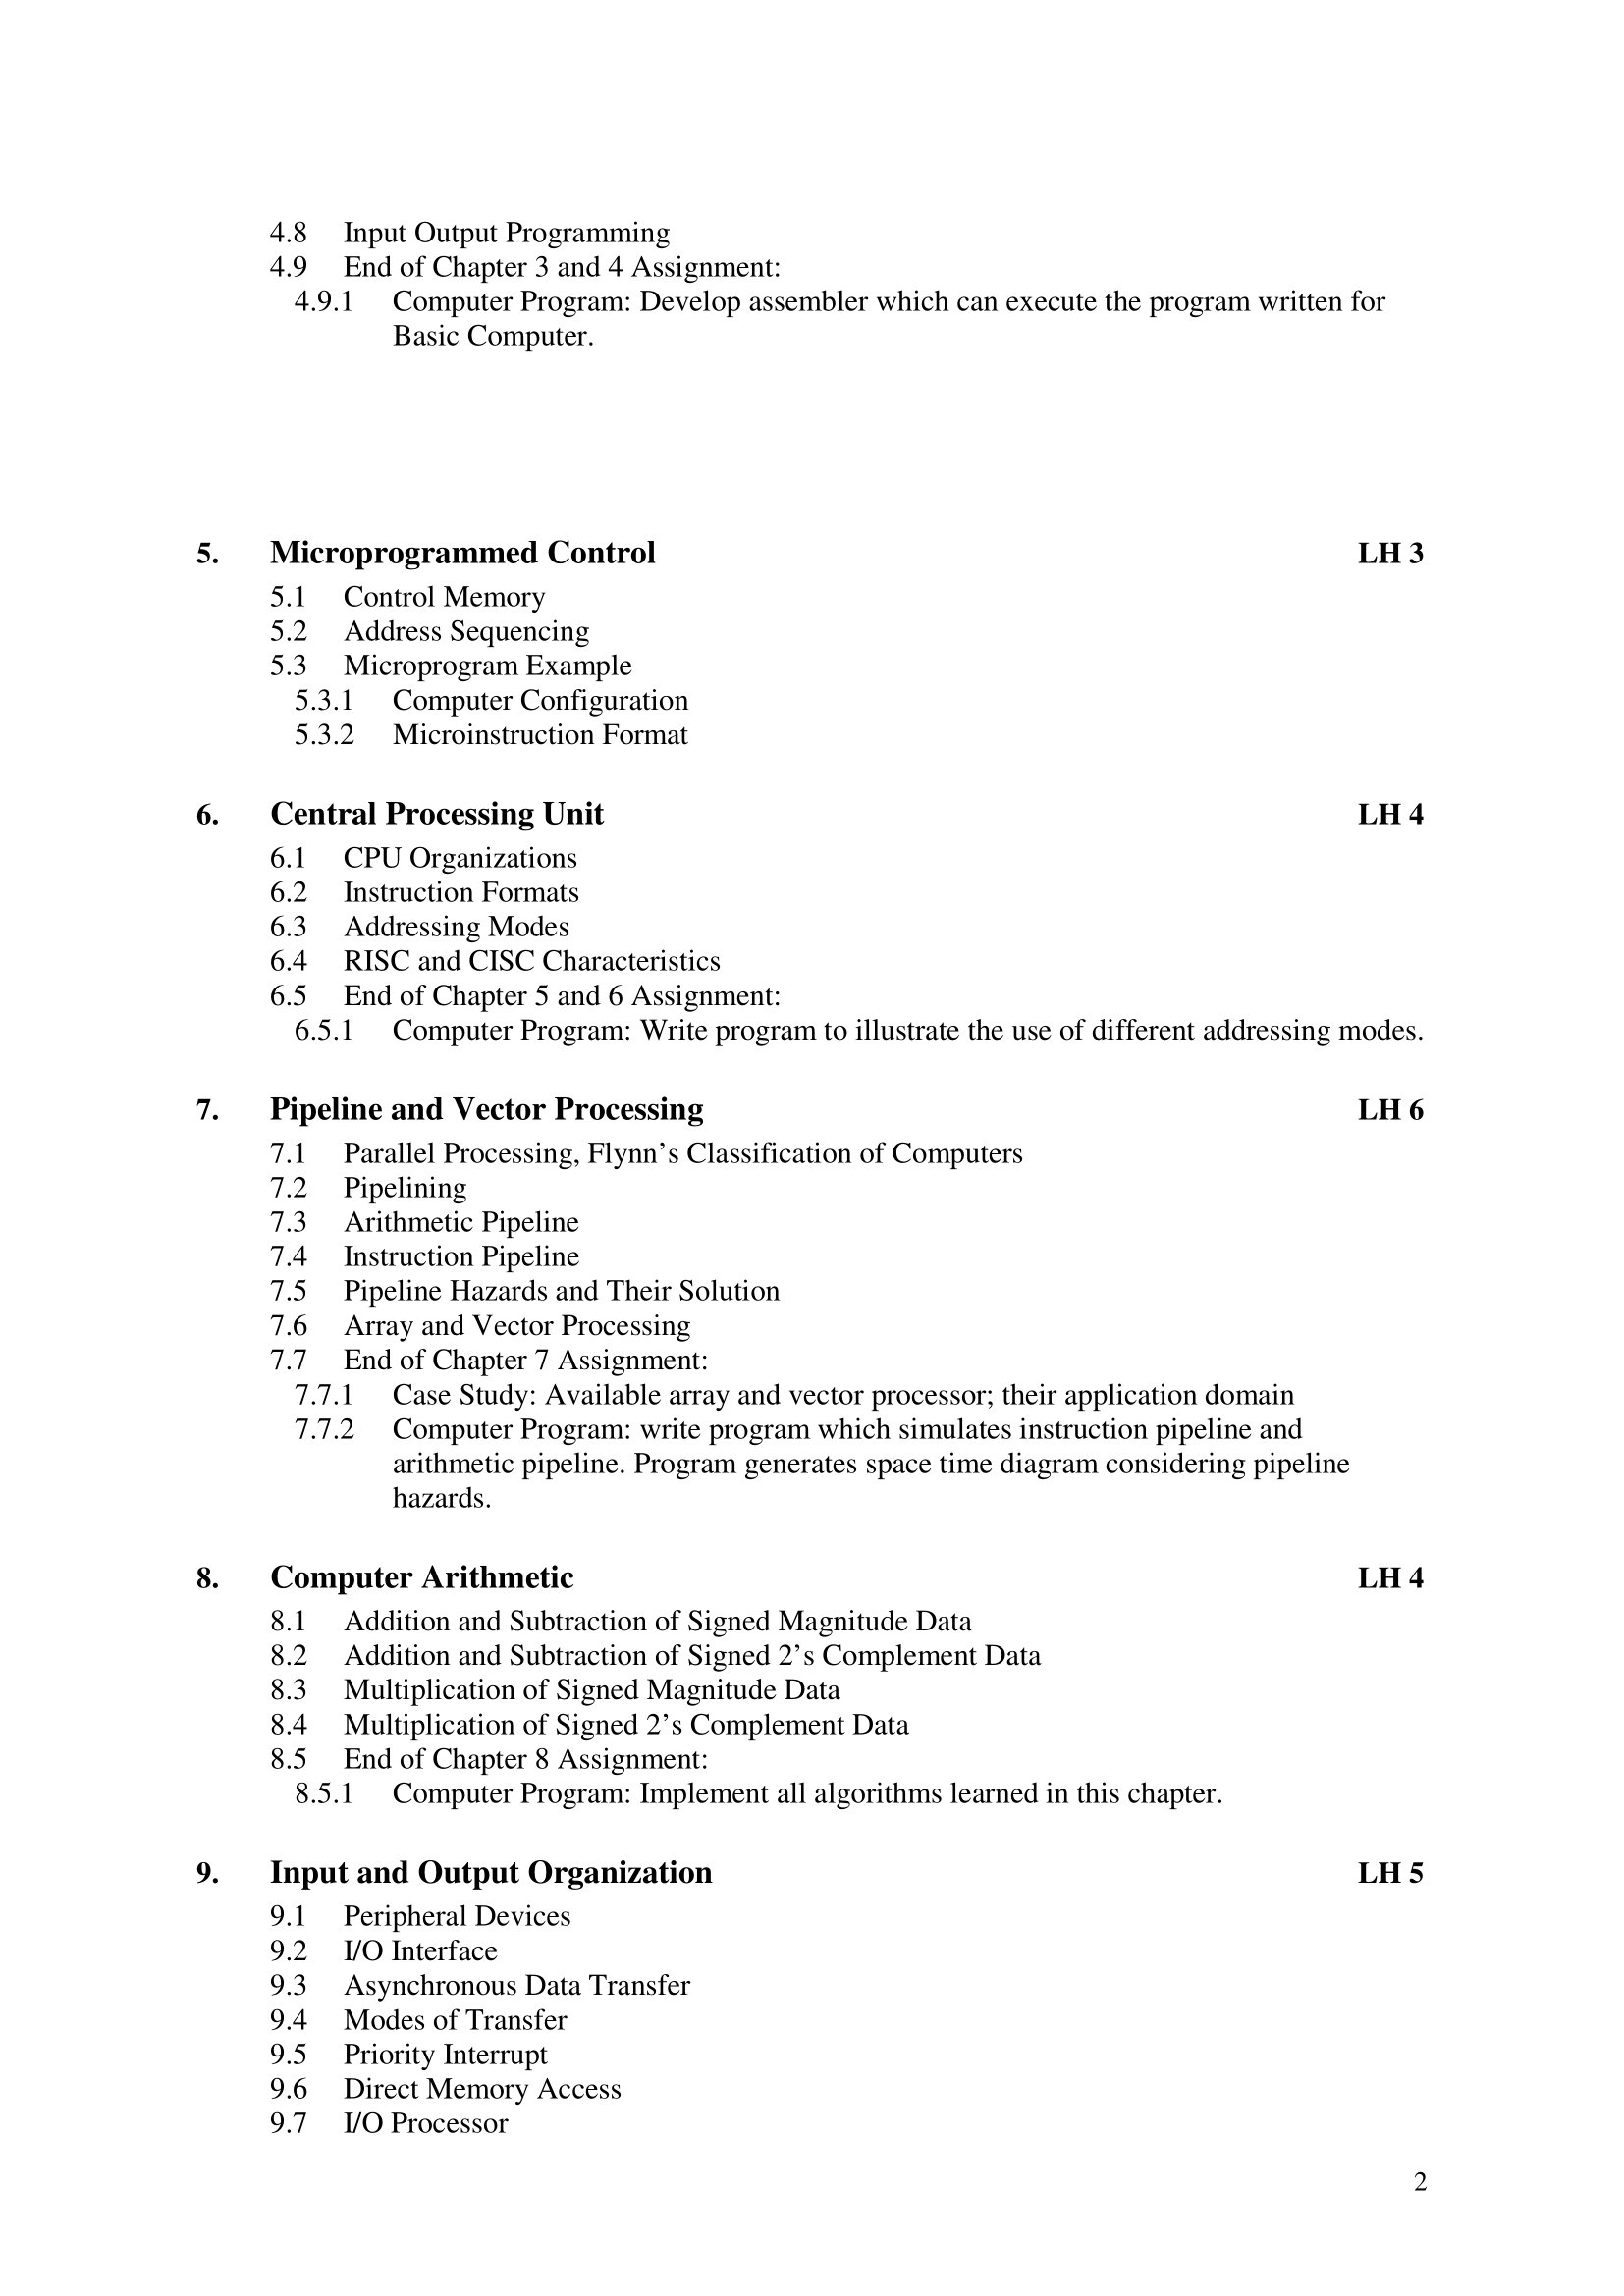 4.8 Input Output Programming
4.9 End of Chapter 3 and 4 Assignment:
4.9.1 Computer Program: Develop assembler which can execute the program written for
Basic Computer.
5. Microprogrammed Control LH 3
5.1 Control Memory
5.2 Address Sequencing
5.3 Microprogram Example
5.3.1 Computer Configuration
5.3.2 Microinstruction Format
6. Central Processing Unit LH 4
6.1 CPU Organizations
6.2 Instruction Formats
6.3 Addressing Modes
6.4 RISC and CISC Characteristics
6.5 End of Chapter 5 and 6 Assignment:
6.5.1 Computer Program: Write program to illustrate the use of different addressing modes.
7. Pipeline and Vector Processing LH 6
7.1 Parallel Processing, Flynn’s Classification of Computers
7.2 Pipelining
7.3 Arithmetic Pipeline
7.4 Instruction Pipeline
7.5 Pipeline Hazards and Their Solution
7.6 Array and Vector Processing
7.7 End of Chapter 7 Assignment:
7.7.1 Case Study: Available array and vector processor; their application domain
7.7.2 Computer Program: write program which simulates instruction pipeline and
arithmetic pipeline. Program generates space time diagram considering pipeline
hazards.
8. Computer Arithmetic LH 4
8.1 Addition and Subtraction of Signed Magnitude Data
8.2 Addition and Subtraction of Signed 2’s Complement Data
8.3 Multiplication of Signed Magnitude Data
8.4 Multiplication of Signed 2’s Complement Data
8.5 End of Chapter 8 Assignment:
8.5.1 Computer Program: Implement all algorithms learned in this chapter.
9. Input and Output Organization LH 5
9.1 Peripheral Devices
9.2 I/O Interface
9.3 Asynchronous Data Transfer
9.4 Modes of Transfer
9.5 Priority Interrupt
9.6 Direct Memory Access
9.7 I/O Processor
2